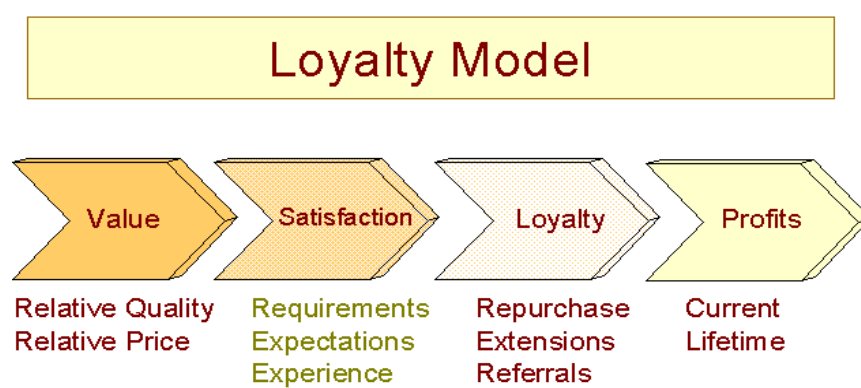 Loyalty Model
Value
Satisfaction
Loyalty
Profits
Relative Quality
Relative Price
Requirements
Expectations
Experience
Repurchase
Extensions
Referrals
Current
Lifetime